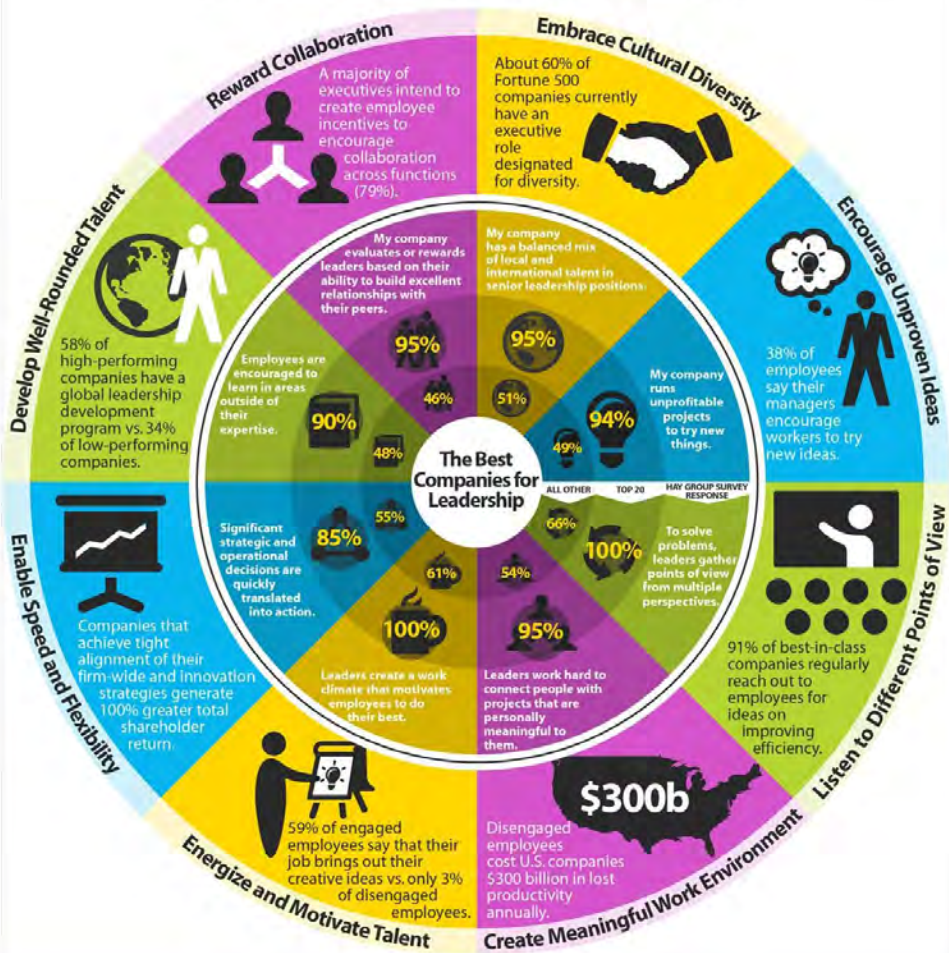 Reward Collaboration
A majority of
executives intend to
create employee
incentives to
encourage
collaboration
across functions
(79%).
My company
evaluates or rewards
leaders based on their
ability to build excellent
relationships with
their peers.
95%
46%
Embrace Cultural Diversity
About 60% of
Fortune 500
companies currently
have an
executive
role
designated
for diversity.
My company
has a balanced mix
of local and
international talent in
senior leadership positions.
95%
51%
Encourage Unproven Ideas
38% of
employees
say their
managers
encourage
workers to try
new ideas.
My company
runs
unprofitable
projects
to try new
things.
94%
49%
The Best
Companies for
Leadership
ALL OTHER
TOP 20
HAY GROUP SURVEY
RESPONSE
Listen to Different Points of View
91% of best-in-class
companies regularly
reach out to
employees for
ideas on
improving
efficiency.
To solve
problems,
leaders gather
points of view
from multiple
perspectives.
66%
100%
Create Meaningful Work Environment
$300b
Disengaged
employees
cost U.S. companies
$300 billion in lost
productivity
annually.
54%
95%
Leaders work hard to
connect people with
projects that are
personally
meaningful to
them.
Energize and Motivate Talent
59% of engaged
employees say that their
job brings out their
creative ideas vs. only 3%
of disengaged
employees.
61%
100%
Leaders create a work
climate that motivates
employees to do
their best.
Enable Speed and Flexibility
Companies that
achieve tight
alignment of their
firm-wide and innovation
strategies generate
100% greater total
shareholder
return.
Significant
strategic and
operational
decisions are
quickly
translated
into action.
85%
55%
Develop Well-Rounded Talent
58% of
high-performing
companies have a
global leadership
development
program vs. 34%
of low-performing
companies.
Employees are
encouraged to
learn in areas
outside of
their
expertise.
90%
48%